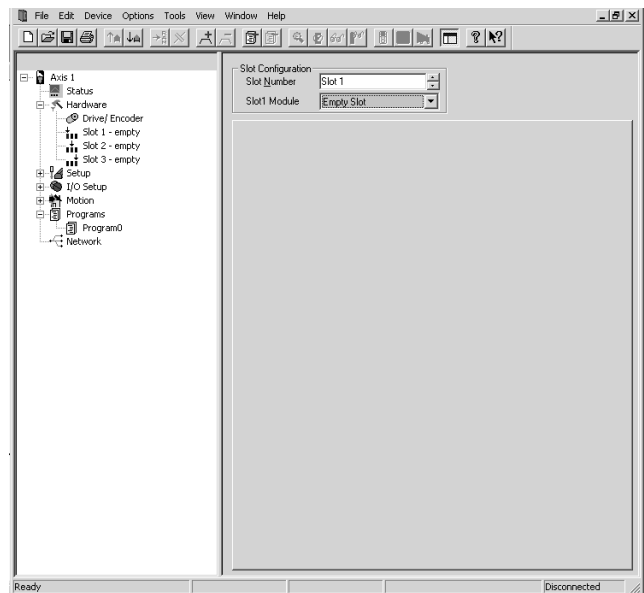 File Edit Device Options Tools View Window Help
Axis 1
Status
Hardware
Drive/ Encoder
Slot 1 - empty
Slot 2 - empty
Slot 3 - empty
Setup
I/O Setup
Motion
Programs
Program0
Network
Slot Configuration
Slot Number Slot 1
Slot1 Module Empty Slot
Ready Disconnected